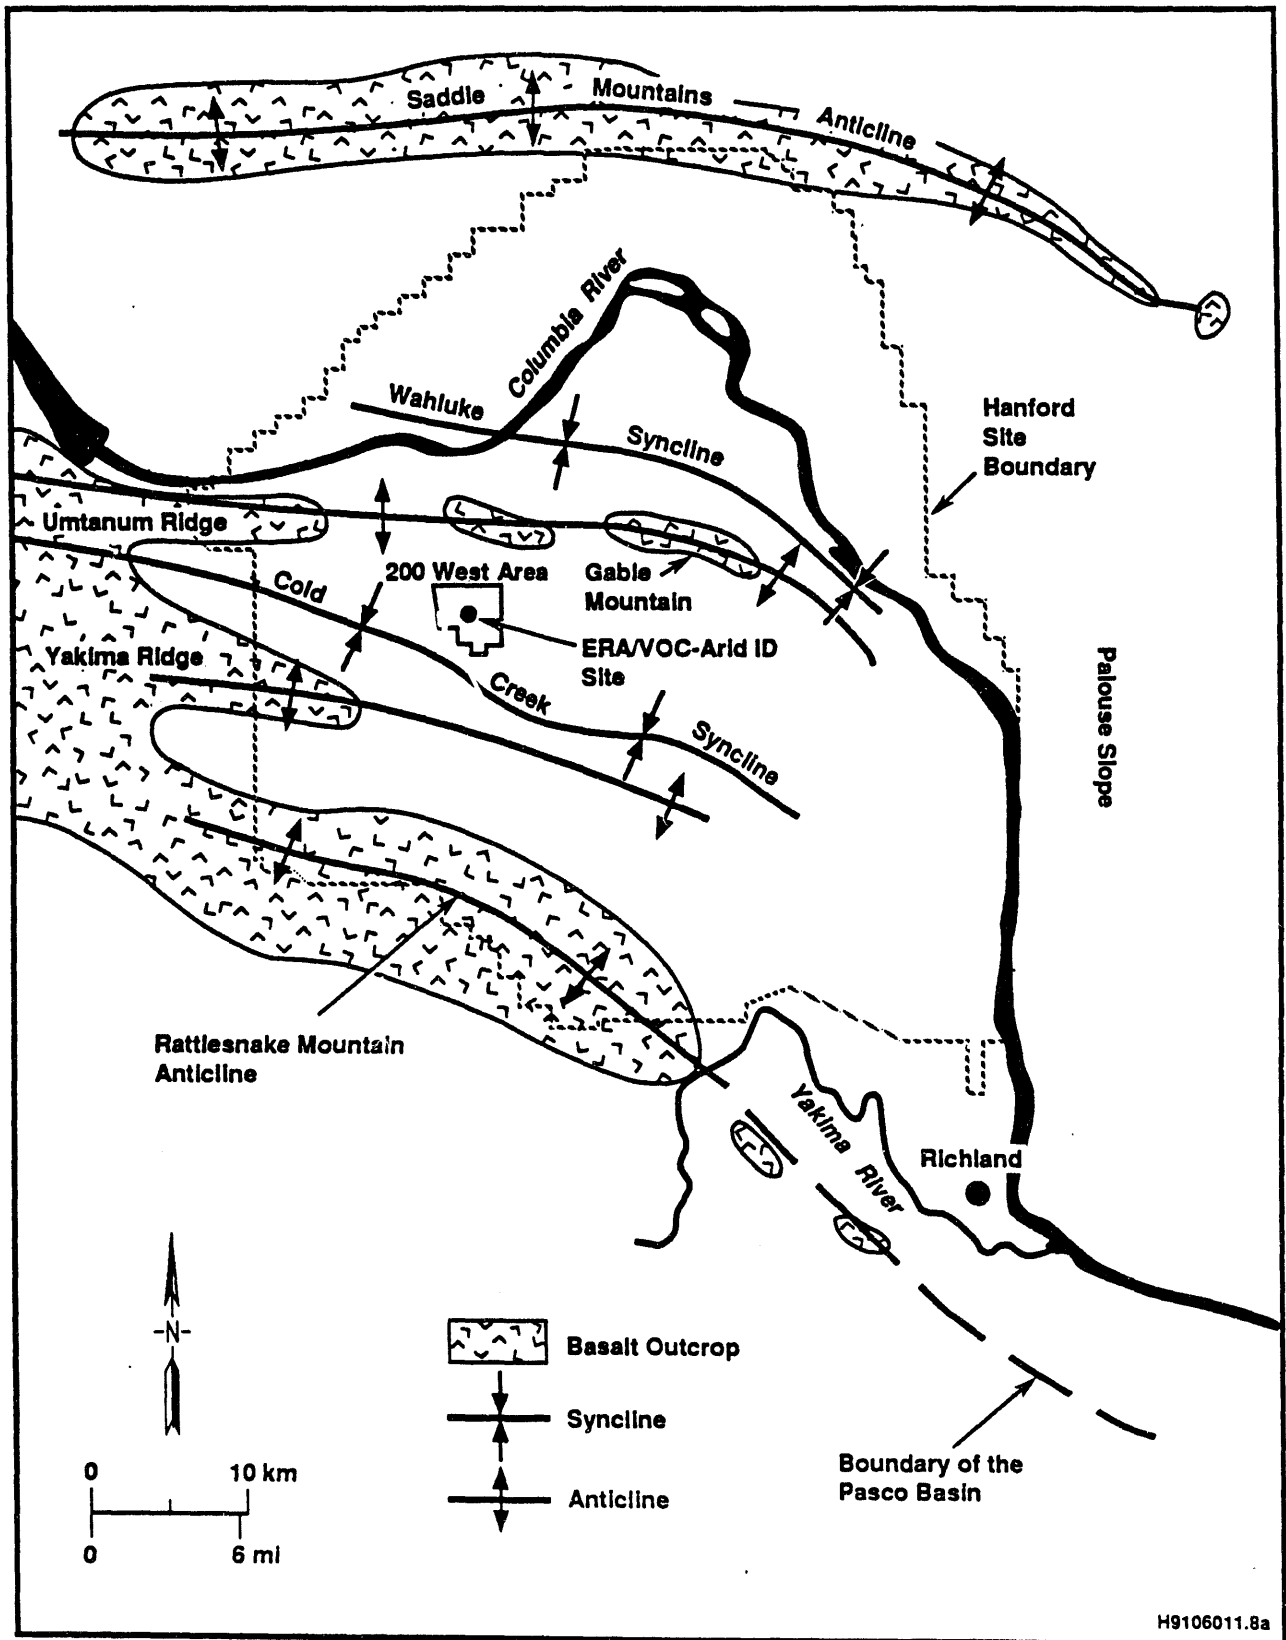 Saddle Mountains Anticline
Columbia River
Wahluke Syncline
Hanford
Site
Boundary
Umtanum Ridge
200 West Area
Gable
Mountain
Cold Creek Syncline
ERA/VOC-Arid ID
Site
Yakima Ridge
Palouse Slope
Rattlesnake Mountain
Anticline
Yakima River
Richland
-N-
Basalt Outcrop
Syncline
Anticline
0 10 km
0 6 mi
Boundary of the
Pasco Basin
H9106011.8a